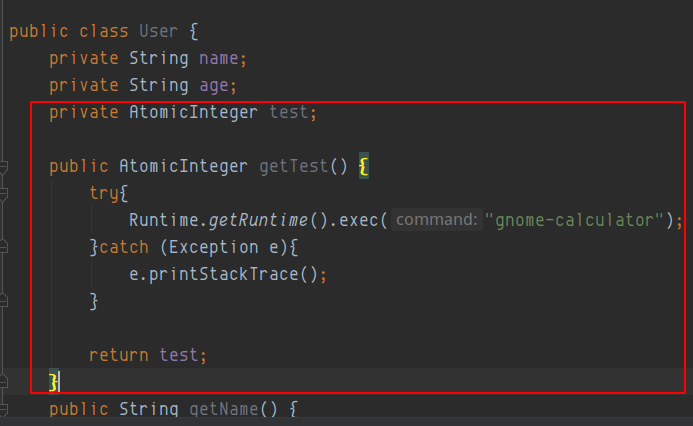 public class User {
private String name;
private String age;
private AtomicInteger test;
public AtomicInteger getTest() {
try{
Runtime.getRuntime().exec( command: "gnome-calculator");
}catch (Exception e){
e.printStackTrace();
}
return test;
}
public String getName() {